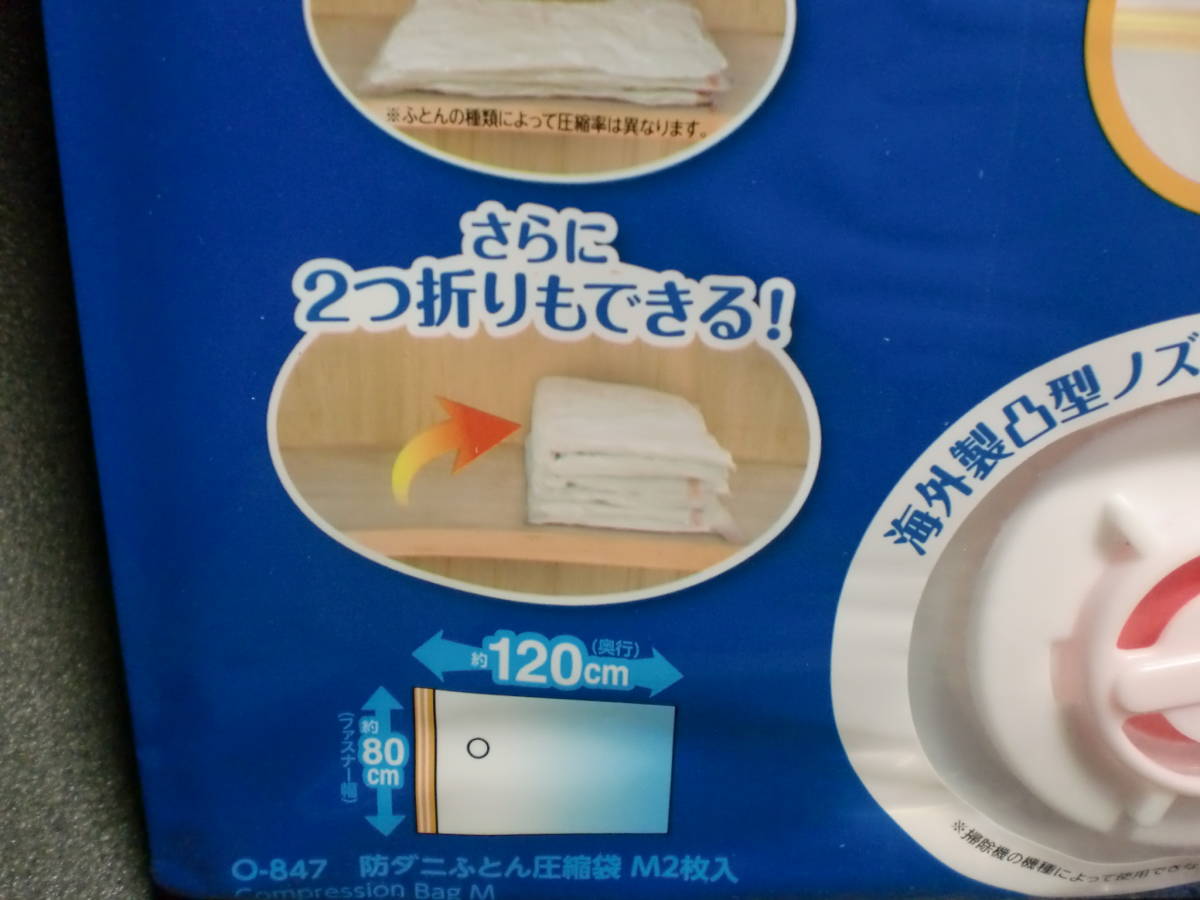 ※ふとんの種類によって圧縮率は異なります。
さらに
2つ折りもできる!
海外製凸型ノズ
約120cm(奥行)
約80cm(ファスナー幅)
※掃除機の機種によって使用できな
O-847 防ダニふとん圧縮袋 M2枚入
Compression Bag M